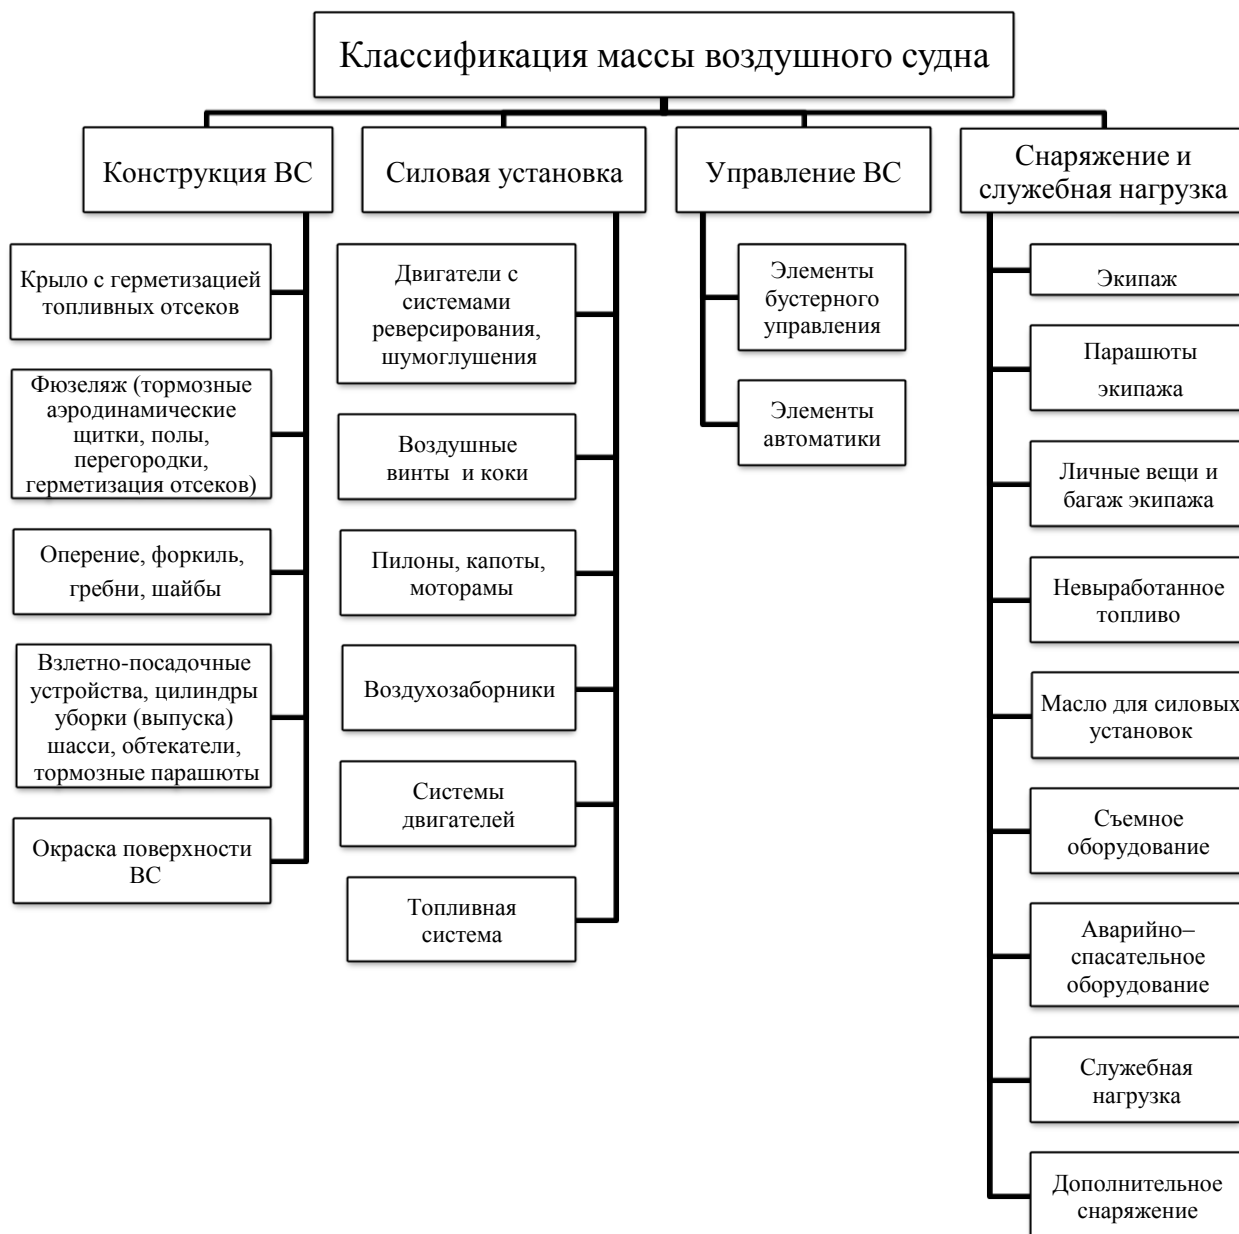 Классификация массы воздушного судна
Конструкция ВС
Крыло с герметизацией
топливных отсеков
Фюзеляж (тормозные
аэродинамические
щитки, полы,
перегородки,
герметизация отсеков)
Оперение, форкиль,
гребни, шайбы
Взлетно-посадочные
устройства, цилиндры
уборки (выпуска)
шасси, обтекатели,
тормозные парашюты
Окраска поверхности
ВС
Силовая установка
Двигатели с
системами
реверсирования,
шумоглушения
Воздушные
винты и коки
Пилоны, капоты,
моторамы
Воздухозаборники
Системы
двигателей
Топливная
система
Управление ВС
Элементы
бустерного
управления
Элементы
автоматики
Снаряжение и
служебная нагрузка
Экипаж
Парашюты
экипажа
Личные вещи и
багаж экипажа
Невыработанное
топливо
Масло для силовых
установок
Съемное
оборудование
Аварийно–
спасательное
оборудование
Служебная
нагрузка
Дополнительное
снаряжение